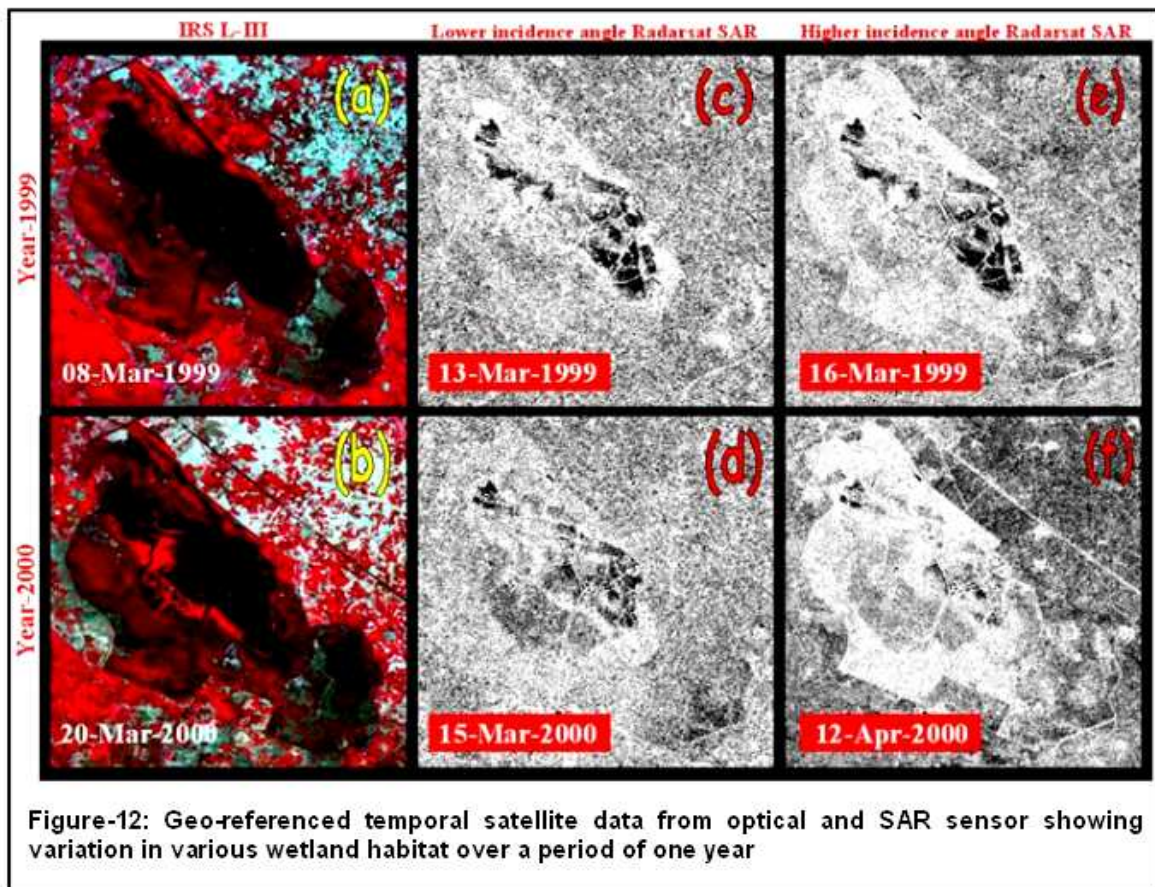 IRS L-III
Lower incidence angle Radarsat SAR
Higher incidence angle Radarsat SAR
Year-1999
(a)
08-Mar-1999
(c)
13-Mar-1999
(e)
16-Mar-1999
Year-2000
(b)
20-Mar-2000
(d)
15-Mar-2000
(f)
12-Apr-2000
Figure-12: Geo-referenced temporal satellite data from optical and SAR sensor showing
variation in various wetland habitat over a period of one year